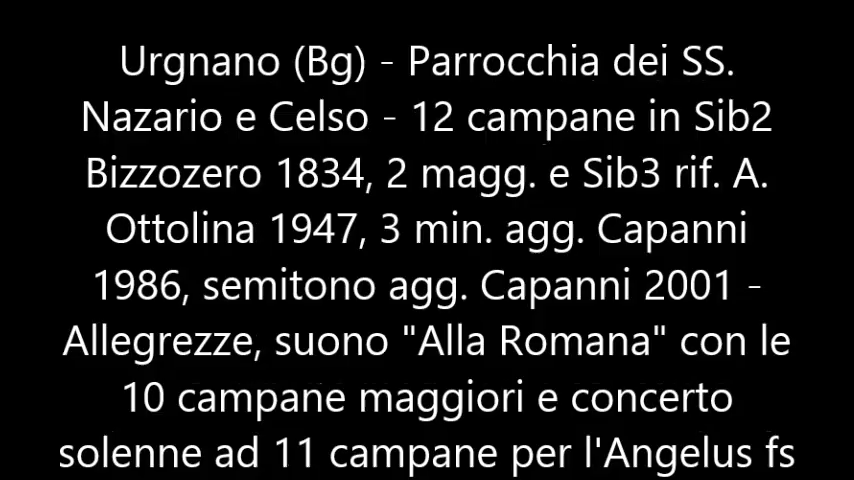 Urgnano (Bg) - Parrocchia dei SS.
Nazario e Celso - 12 campane in Sib2
Bizzozero 1834, 2 magg. e Sib3 rif. A.
Ottolina 1947, 3 min. agg. Capanni
1986, semitono agg. Capanni 2001 -
Allegrezze, suono "Alla Romana" con le
10 campane maggiori e concerto
solenne ad 11 campane per l'Angelus fs